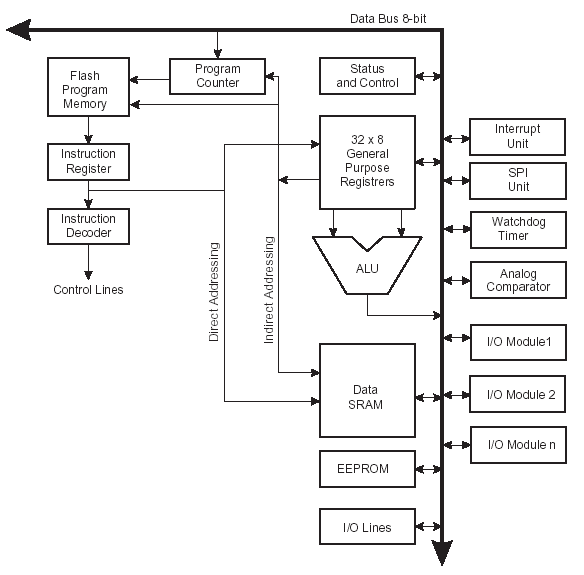 Data Bus 8-bit
Flash
Program
Memory
Program
Counter
Status
and Control
32 x 8
General
Purpose
Registrers
Interrupt
Unit
Instruction
Register
SPI
Unit
Instruction
Decoder
Watchdog
Timer
ALU
Direct Addressing
Indirect Addressing
Control Lines
Analog
Comparator
I/O Module1
Data
SRAM
I/O Module 2
I/O Module n
EEPROM
I/O Lines